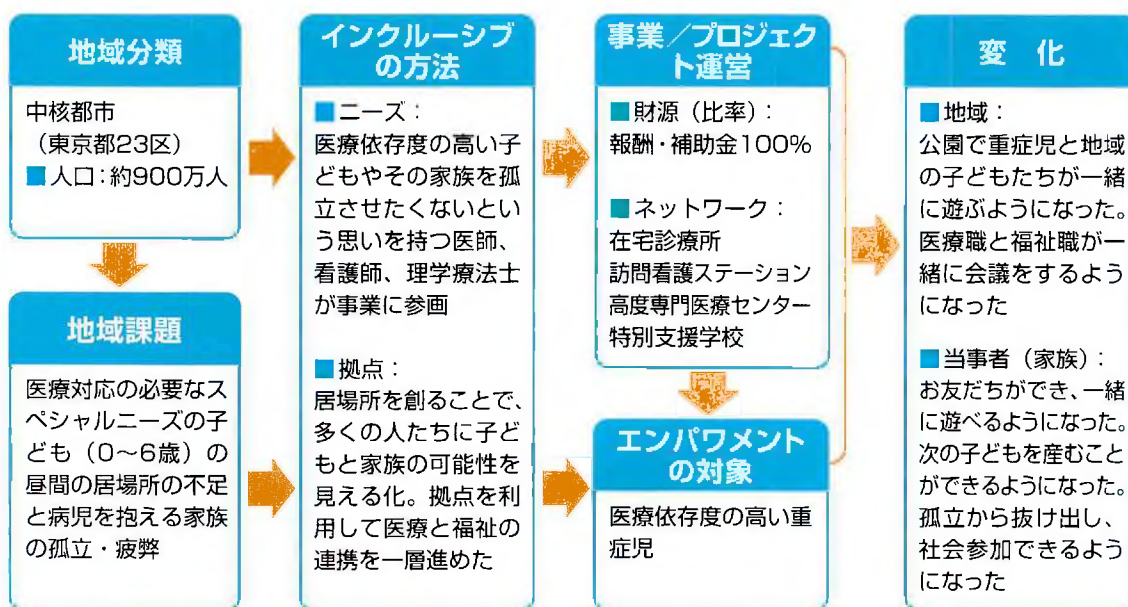 地域分類
中核都市
（東京都23区）
■人口：約900万人
地域課題
医療対応の必要なス
ペシャルニーズの子
ども（0～6歳）の
昼間の居場所の不足
と病児を抱える家族
の孤立・疲弊
インクルーシブ
の方法
■ニーズ：
医療依存度の高い子
どもやその家族を孤
立させたくないとい
う思いを持つ医師、
看護師、理学療法士
が事業に参画
■拠点：
居場所を創ることで、
多くの人たちに子ど
もと家族の可能性を
見える化。拠点を利
用して医療と福祉の
連携を一層進めた
事業／プロジェク
ト運営
■財源（比率）：
報酬・補助金100%
■ネットワーク：
在宅診療所
訪問看護ステーション
高度専門医療センター
特別支援学校
エンパワメント
の対象
医療依存度の高い重
症児
変　化
■地域：
公園で重症児と地域
の子どもたちが一緒
に遊ぶようになった。
医療職と福祉職が一
緒に会議をするよう
になった
■当事者（家族）：
お友だちができ、一緒
に遊べるようになった。
次の子どもを産むこと
ができるようになった。
孤立から抜け出し、
社会参加できるよう
になった